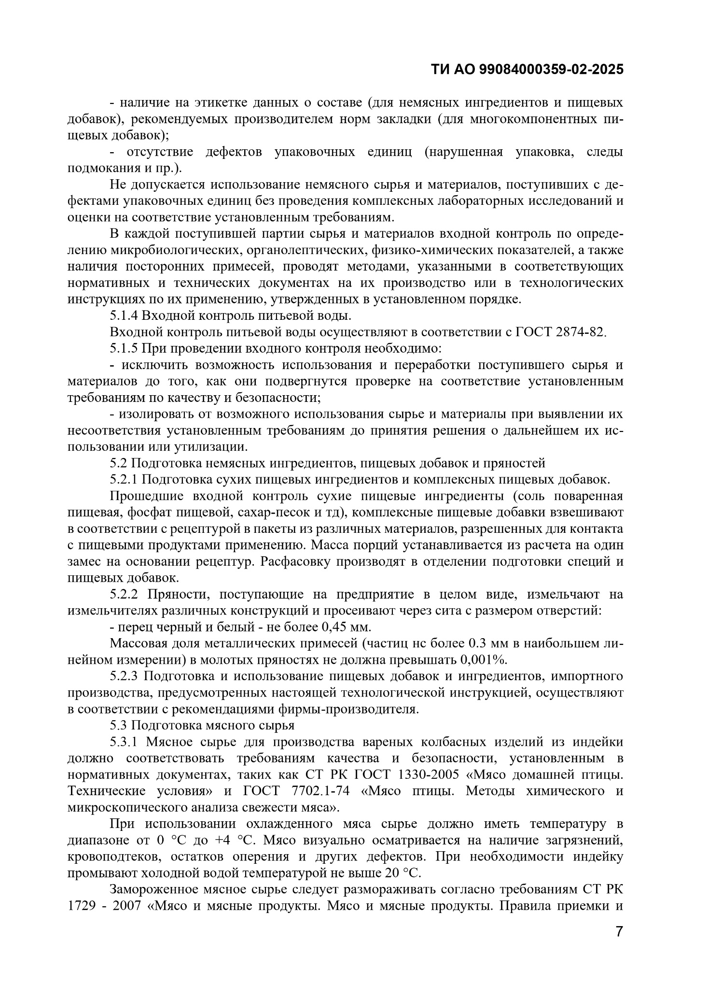 ТИ АО 99084000359-02-2025
- наличие на этикетке данных о составе (для немясных ингредиентов и пищевых
добавок), рекомендуемых производителем норм закладки (для многокомпонентных пи-
щевых добавок);
- отсутствие дефектов упаковочных единиц (нарушенная упаковка, следы
подмокания и пр.).
Не допускается использование немясного сырья и материалов, поступивших с де-
фектами упаковочных единиц без проведения комплексных лабораторных исследований и
оценки на соответствие установленным требованиям.
В каждой поступившей партии сырья и материалов входной контроль по опреде-
лению микробиологических, органолептических, физико-химических показателей, а также
наличия посторонних примесей, проводят методами, указанными в соответствующих
нормативных и технических документах на их производство или в технологических
инструкциях по их применению, утвержденных в установленном порядке.
5.1.4 Входной контроль питьевой воды.
Входной контроль питьевой воды осуществляют в соответствии с ГОСТ 2874-82.
5.1.5 При проведении входного контроля необходимо:
- исключить возможность использования и переработки поступившего сырья и
материалов до того, как они подвергнутся проверке на соответствие установленным
требованиям по качеству и безопасности;
- изолировать от возможного использования сырье и материалы при выявлении их
несоответствия установленным требованиям до принятия решения о дальнейшем их ис-
пользовании или утилизации.
5.2 Подготовка немясных ингредиентов, пищевых добавок и пряностей
5.2.1 Подготовка сухих пищевых ингредиентов и комплексных пищевых добавок.
Прошедшие входной контроль сухие пищевые ингредиенты (соль поваренная
пищевая, фосфат пищевой, сахар-песок и тд), комплексные пищевые добавки взвешивают
в соответствии с рецептурой в пакеты из различных материалов, разрешенных для контакта
с пищевыми продуктами применению. Масса порций устанавливается из расчета на один
замес на основании рецептур. Расфасовку производят в отделении подготовки специй и
пищевых добавок.
5.2.2 Пряности, поступающие на предприятие в целом виде, измельчают на
измельчителях различных конструкций и просеивают через сита с размером отверстий:
- перец черный и белый - не более 0,45 мм.
Массовая доля металлических примесей (частиц нс более 0.3 мм в наибольшем ли-
нейном измерении) в молотых пряностях не должна превышать 0,001%.
5.2.3 Подготовка и использование пищевых добавок и ингредиентов, импортного
производства, предусмотренных настоящей технологической инструкцией, осуществляют
в соответствии с рекомендациями фирмы-производителя.
5.3 Подготовка мясного сырья
5.3.1 Мясное сырье для производства вареных колбасных изделий из индейки
должно соответствовать требованиям качества и безопасности, установленным в
нормативных документах, таких как СТ РК ГОСТ 1330-2005 «Мясо домашней птицы.
Технические условия» и ГОСТ 7702.1-74 «Мясо птицы. Методы химического и
микроскопического анализа свежести мяса».
При использовании охлажденного мяса сырье должно иметь температуру в
диапазоне от 0 °С до +4 °С. Мясо визуально осматривается на наличие загрязнений,
кровоподтеков, остатков оперения и других дефектов. При необходимости индейку
промывают холодной водой температурой не выше 20 °С.
Замороженное мясное сырье следует размораживать согласно требованиям СТ РК
1729 - 2007 «Мясо и мясные продукты. Мясо и мясные продукты. Правила приемки и
7